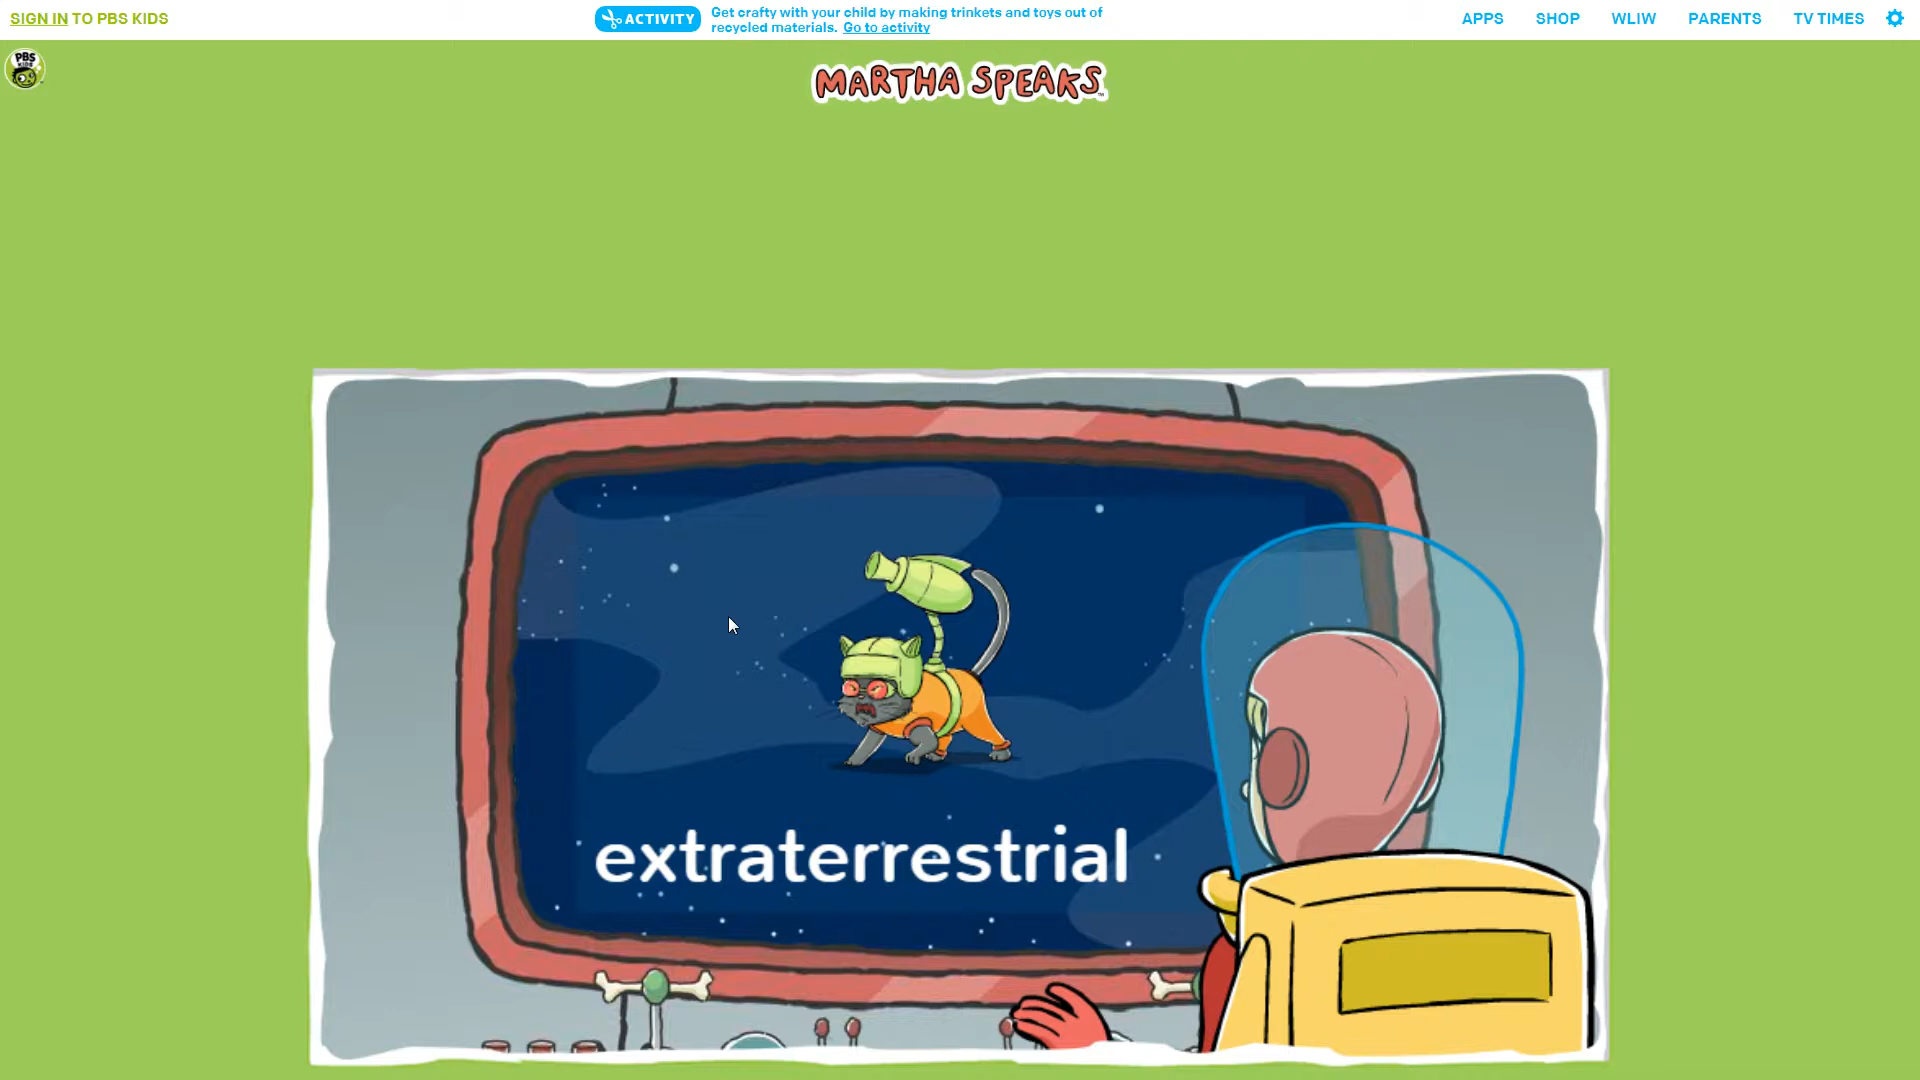 SIGN IN TO PBS KIDS
ACTIVITY
Get crafty with your child by making trinkets and toys out of
recycled materials. Go to activity
APPS SHOP WLIW PARENTS TV TIMES
PBS
KIDS
MARTHA SPEAKS
extraterrestrial